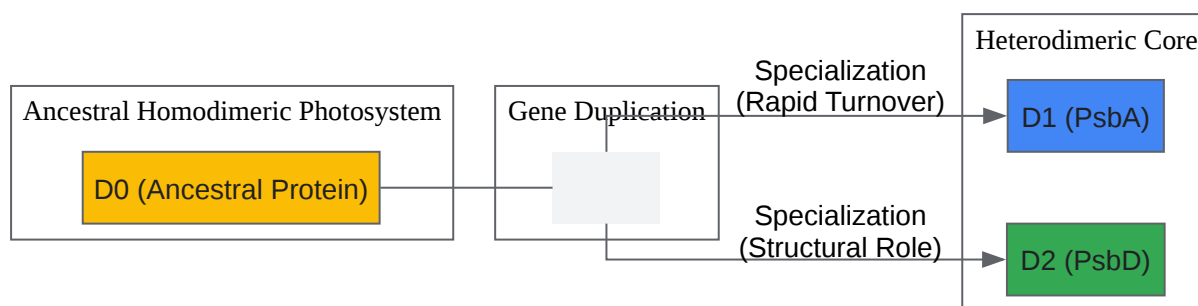 Heterodimeric Core
Ancestral Homodimeric Photosystem
D0 (Ancestral Protein)
Gene Duplication
Specialization
(Rapid Turnover)
D1 (PsbA)
Specialization
(Structural Role)
D2 (PsbD)